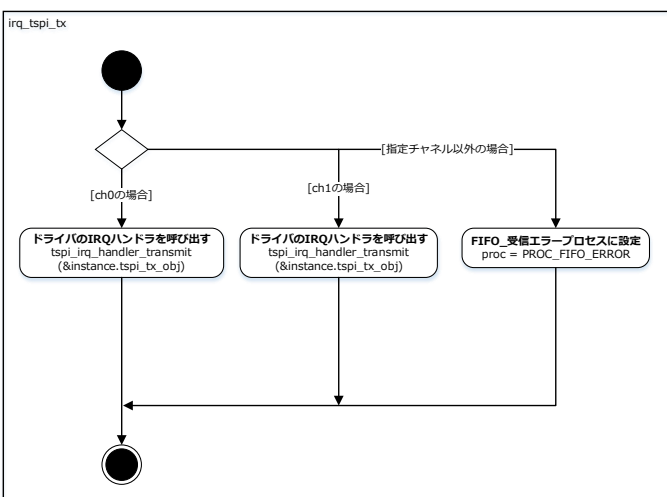 irq_tspi_tx
[指定チャネル以外の場合]
[ch0の場合]
[ch1の場合]
ドライバのIRQハンドラを呼び出す
tspi_irq_handler_transmit
(&instance.tspi_tx_obj)
ドライバのIRQハンドラを呼び出す
tspi_irq_handler_transmit
(&instance.tspi_tx_obj)
FIFO_受信エラープロセスに設定
proc = PROC_FIFO_ERROR